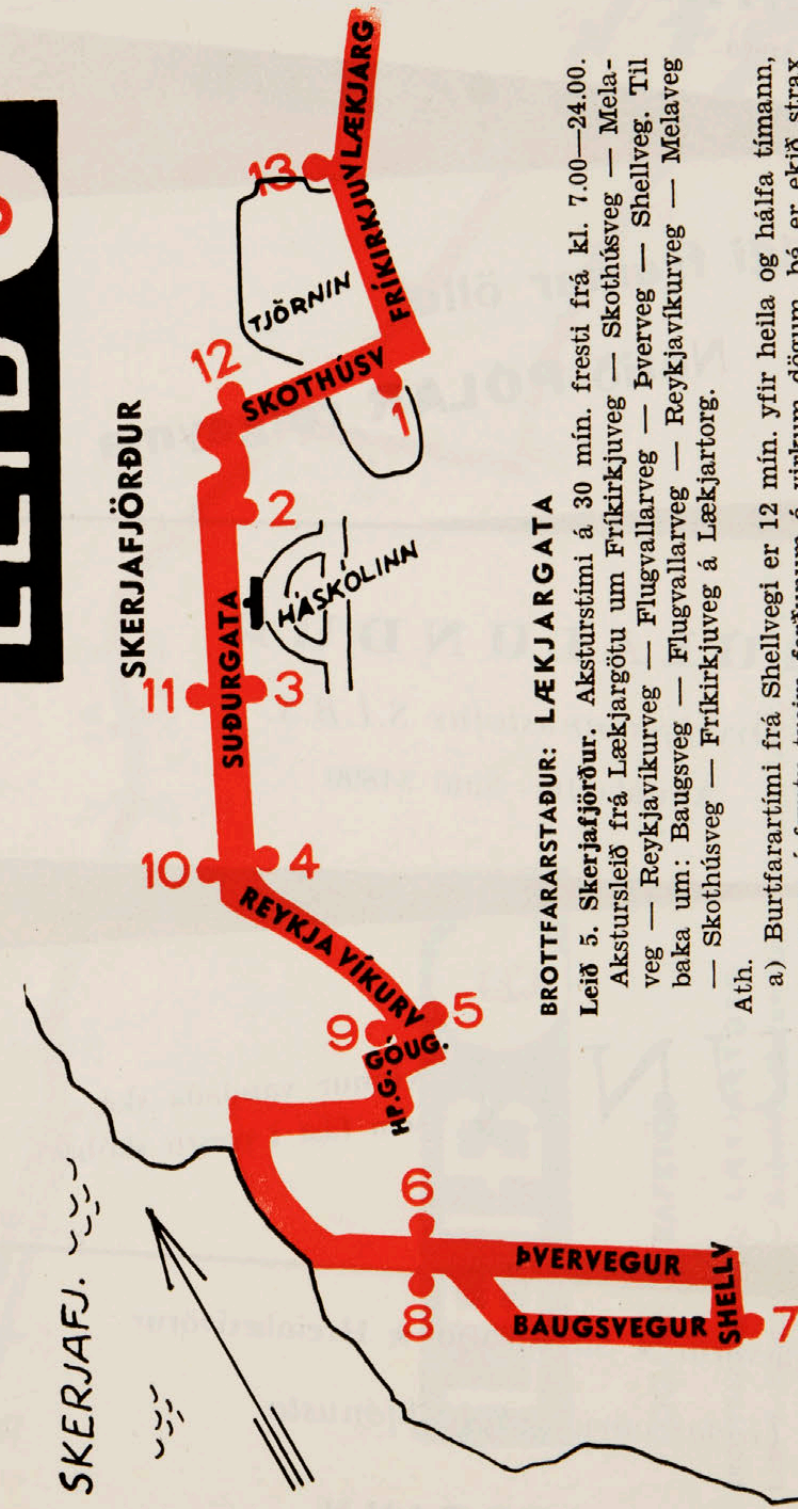 LEIÐ 5
SKERJAFJÖRÐUR
SKERJAFJ.
TJÖRNIN
HÁSKÓLINN
LÆKJARG
FRÍKIRKJUV
SKOTHÚSV
SUÐURGATA
REYKJAVÍKURV
GÓUG.
HP.G.
ÞVERVEGUR
BAUGSVEGUR
SHELLV
1
2
3
4
5
6
7
8
9
10
11
12
13
BROTTFARARSTAÐUR: LÆKJARGATA
Leið 5. Skerjafjörður. Aksturstími á 30 mín. fresti frá kl. 7.00—24.00.
Akstursleið frá Lækjargötu um Fríkirkjuveg — Skothúsveg — Mela-
veg — Reykjavíkurveg — Flugvallarveg — Þverveg — Shellveg. Til
baka um: Baugsveg — Flugvallarveg — Reykjavíkurveg — Melaveg
— Skothúsveg — Fríkirkjuveg á Lækjartorg.
Ath.
a) Burtfarartími frá Shellvegi er 12 mín. yfir heila og hálfa tímann,